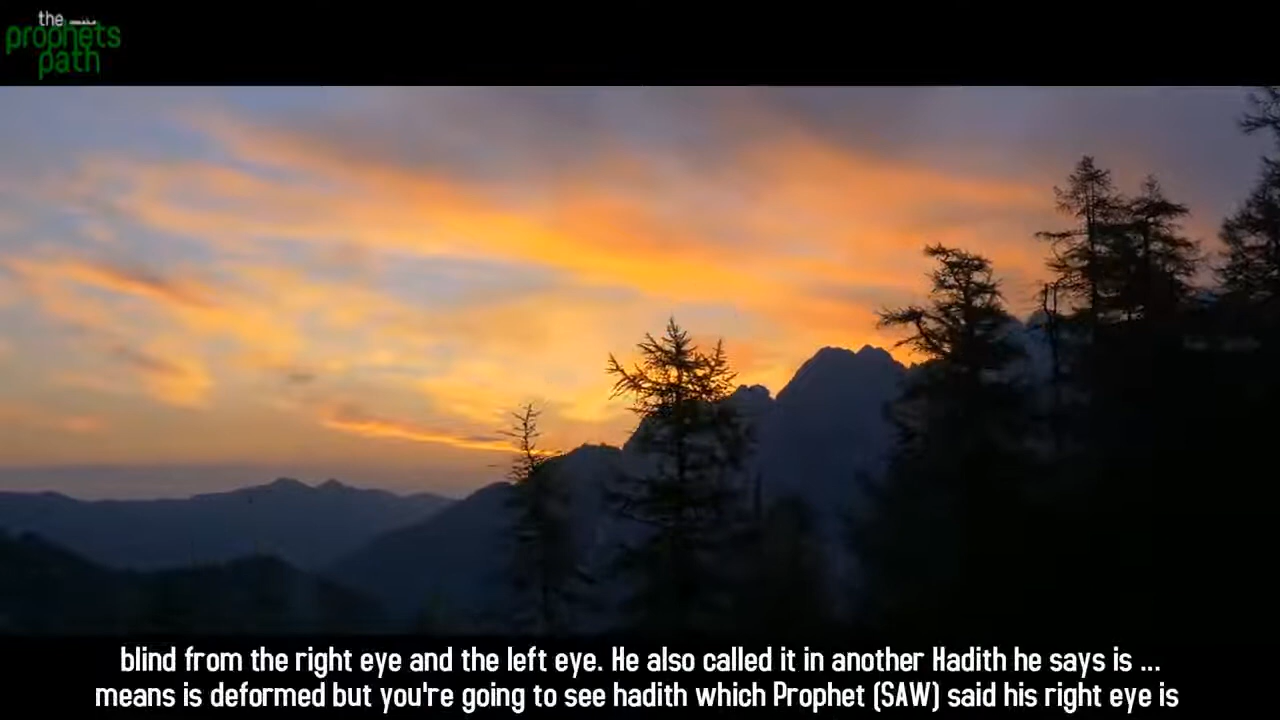 the
prophets
path
blind from the right eye and the left eye. He also called it in another Hadith he says is ...
means is deformed but you're going to see hadith which Prophet (SAW) said his right eye is